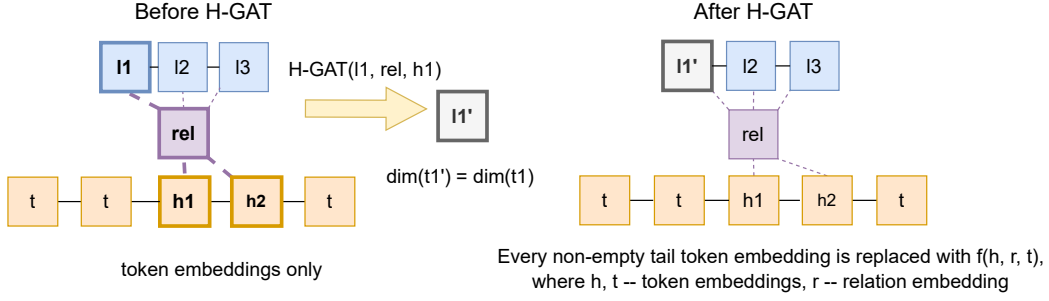 Before H-GAT
After H-GAT
l1 l2 l3
H-GAT(l1, rel, h1)
l1'
rel
dim(t1') = dim(t1)
t t h1 h2 t
token embeddings only
l1' l2 l3
rel
t t h1 h2 t
Every non-empty tail token embedding is replaced with f(h, r, t),
where h, t -- token embeddings, r -- relation embedding